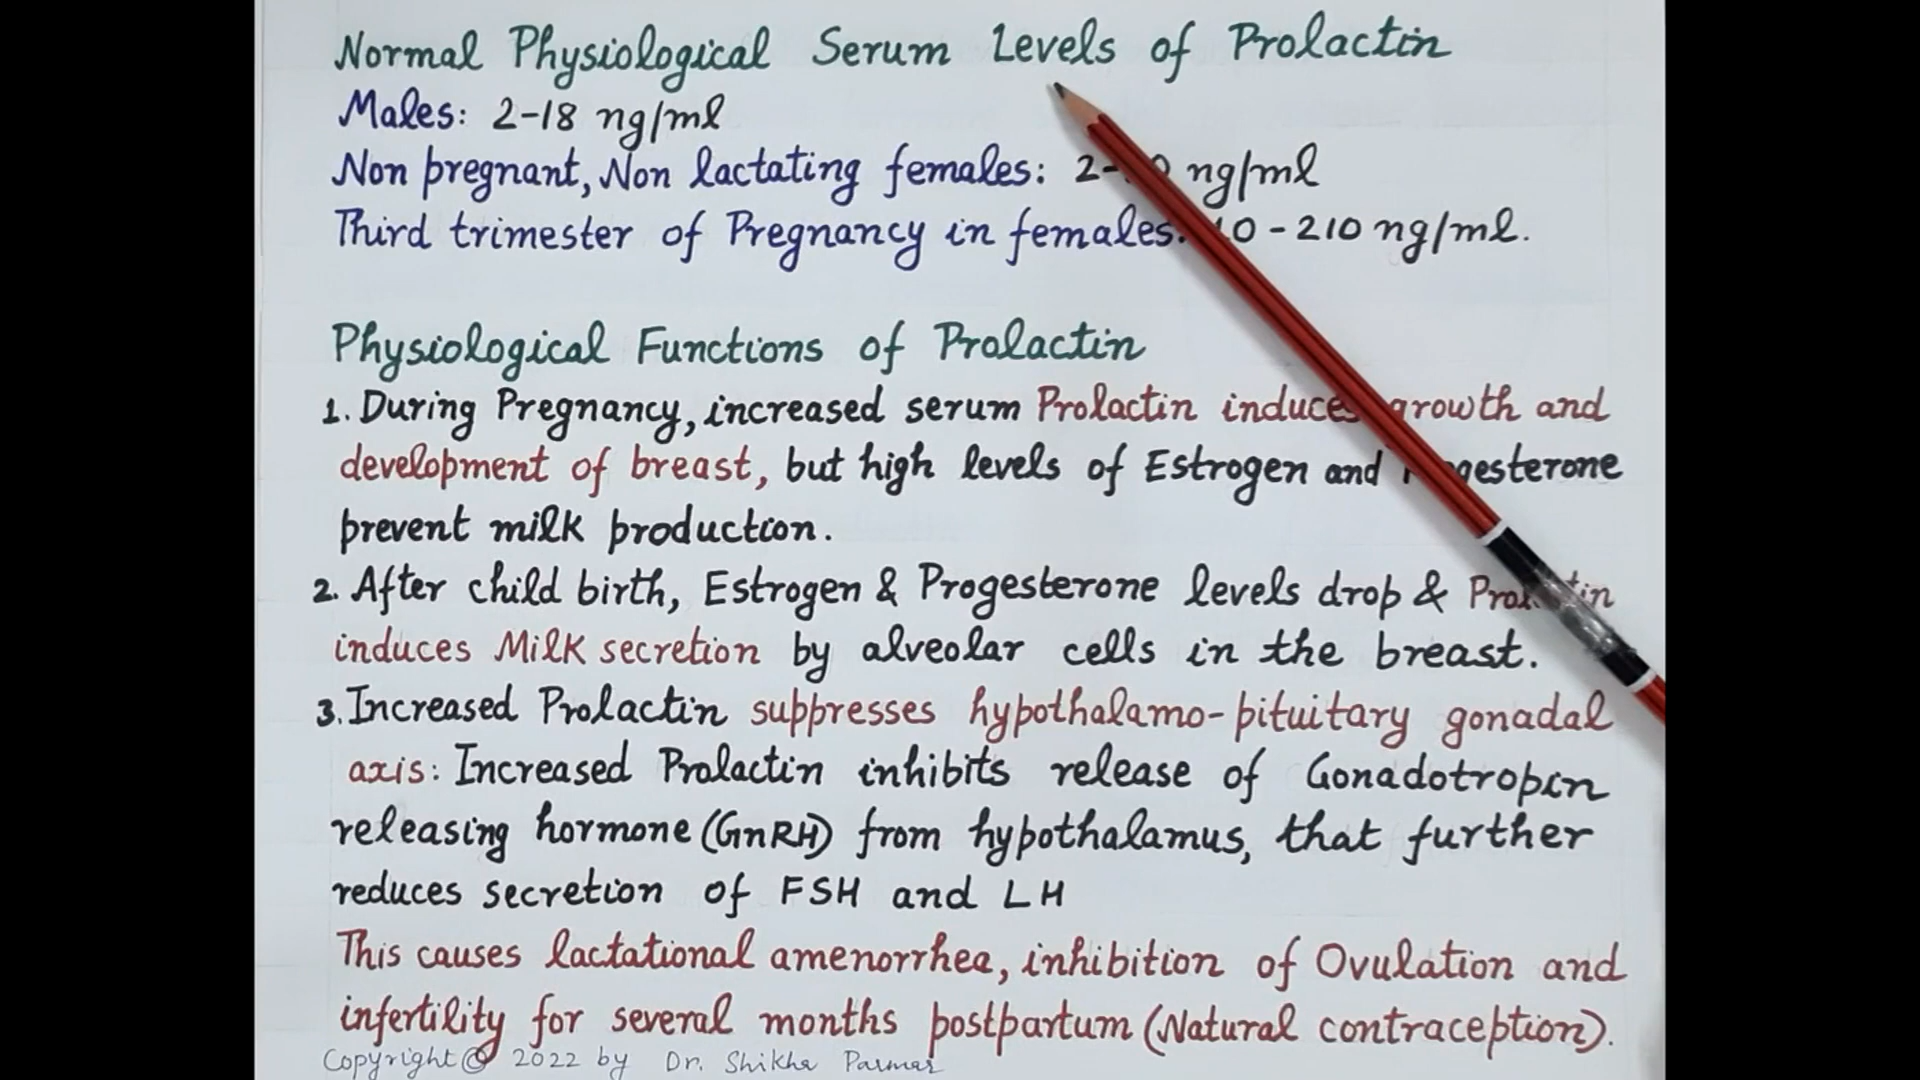 Normal Physiological Serum Levels of Prolactin
Males: 2-18 ng/ml
Non pregnant, Non lactating females: ng/ml
Third trimester of Pregnancy in females: - 210 ng/ml.
Physiological Functions of Prolactin
1. During Pregnancy, increased serum Prolactin induces growth and
development of breast, but high levels of Estrogen and Progesterone
prevent milk production.
2. After child birth, Estrogen & Progesterone levels drop & Prolactin
induces Milk secretion by alveolar cells in the breast.
3. Increased Prolactin suppresses hypothalamo-pituitary gonadal
axis: Increased Prolactin inhibits release of Gonadotropin
releasing hormone (GnRH) from hypothalamus, that further
reduces secretion of FSH and LH
This causes lactational amenorrhea, inhibition of Ovulation and
infertility for several months postpartum (Natural contraception).
Copyright © 2022 by Dr. Shikha Parmar